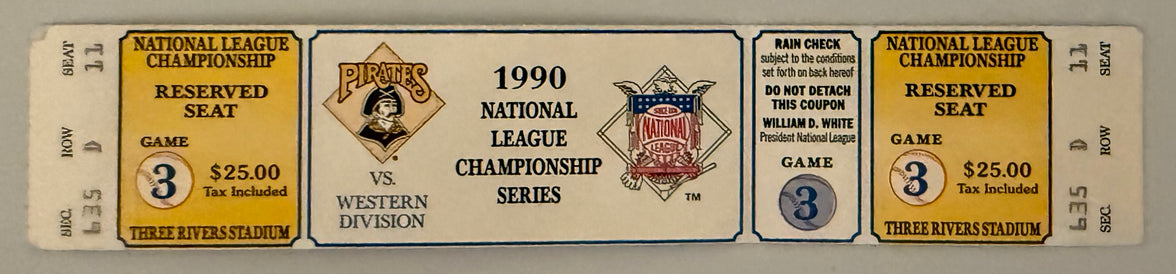 SEAT 11
ROW D
SEC. 635
NATIONAL LEAGUE
CHAMPIONSHIP
RESERVED
SEAT
GAME
3
$25.00
Tax Included
THREE RIVERS STADIUM
PIRATES
VS.
WESTERN
DIVISION
1990
NATIONAL
LEAGUE
CHAMPIONSHIP
SERIES
SINCE 1876
NATIONAL
LEAGUE
TM
RAIN CHECK
subject to the conditions
set forth on back hereof
DO NOT DETACH
THIS COUPON
WILLIAM D. WHITE
President National League
GAME
3
NATIONAL LEAGUE
CHAMPIONSHIP
RESERVED
SEAT
GAME
3
$25.00
Tax Included
THREE RIVERS STADIUM
11 SEAT
D ROW
635 SEC.